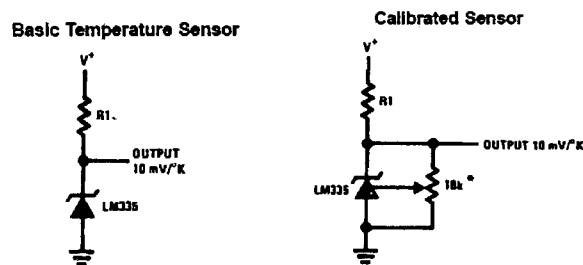 Basic Temperature Sensor
V+
R1
OUTPUT
10 mV/°K
LM335
Calibrated Sensor
V+
R1
OUTPUT 10 mV/°K
LM335
10k*